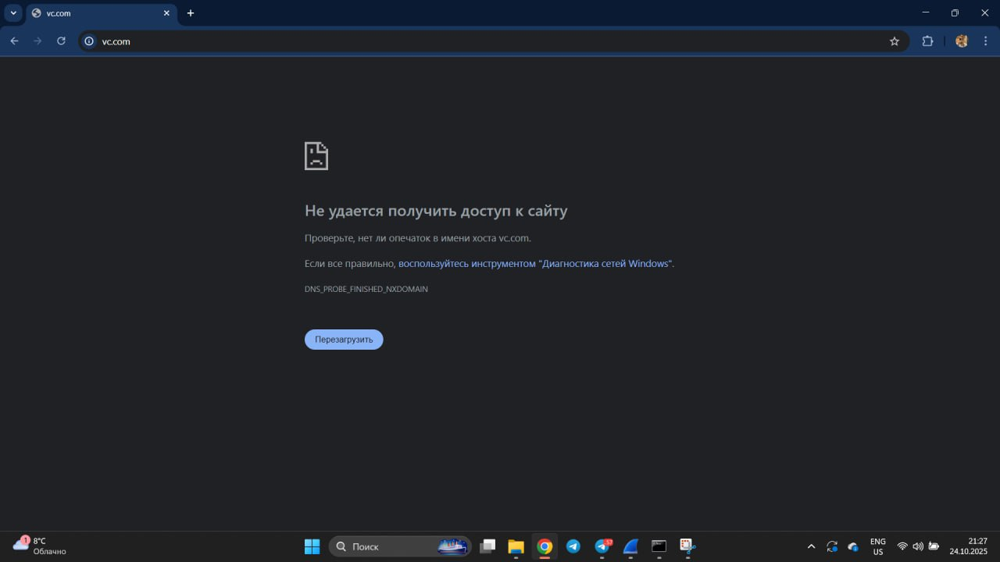 vc.com
vc.com
Не удается получить доступ к сайту
Проверьте, нет ли опечаток в имени хоста vc.com.
Если все правильно, воспользуйтесь инструментом "Диагностика сетей Windows".
DNS_PROBE_FINISHED_NXDOMAIN
Перезагрузить
1
8°C
Облачно
Поиск
57
ENG
US
21:27
24.10.2025